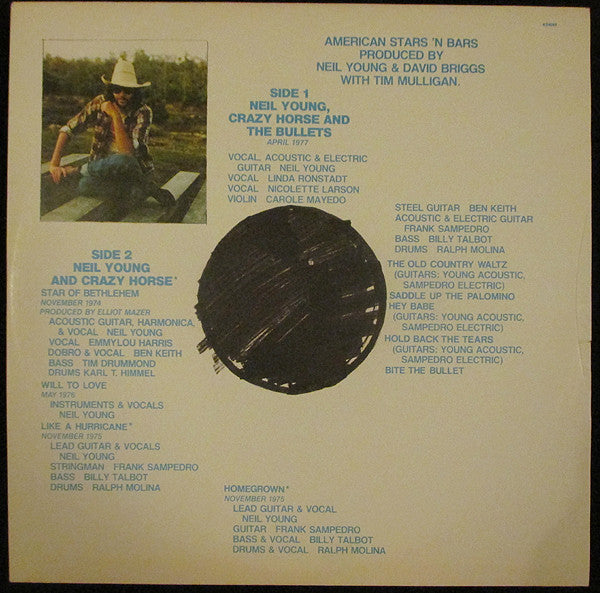 AMERICAN STARS 'N BARS
PRODUCED BY
NEIL YOUNG & DAVID BRIGGS
WITH TIM MULLIGAN.
SIDE 1
NEIL YOUNG,
CRAZY HORSE AND
THE BULLETS
APRIL 1977
VOCAL, ACOUSTIC & ELECTRIC
GUITAR NEIL YOUNG
VOCAL LINDA RONSTADT
VOCAL NICOLETTE LARSON
VIOLIN CAROLE MAYEDO
STEEL GUITAR BEN KEITH
ACOUSTIC & ELECTRIC GUITAR
FRANK SAMPEDRO
BASS BILLY TALBOT
DRUMS RALPH MOLINA
THE OLD COUNTRY WALTZ
(GUITARS: YOUNG ACOUSTIC,
SAMPEDRO ELECTRIC)
SADDLE UP THE PALOMINO
HEY BABE
(GUITARS: YOUNG ACOUSTIC,
SAMPEDRO ELECTRIC)
HOLD BACK THE TEARS
(GUITARS: YOUNG ACOUSTIC,
SAMPEDRO ELECTRIC)
BITE THE BULLET
SIDE 2
NEIL YOUNG
AND CRAZY HORSE*
STAR OF BETHLEHEM
NOVEMBER 1974
PRODUCED BY ELLIOT MAZER
ACOUSTIC GUITAR, HARMONICA,
& VOCAL NEIL YOUNG
VOCAL EMMYLOU HARRIS
DOBRO & VOCAL BEN KEITH
BASS TIM DRUMMOND
DRUMS KARL T. HIMMEL
WILL TO LOVE
MAY 1976
INSTRUMENTS & VOCALS
NEIL YOUNG
LIKE A HURRICANE*
NOVEMBER 1975
LEAD GUITAR & VOCALS
NEIL YOUNG
STRINGMAN FRANK SAMPEDRO
BASS BILLY TALBOT
DRUMS RALPH MOLINA
HOMEGROWN*
NOVEMBER 1975
LEAD GUITAR & VOCAL
NEIL YOUNG
GUITAR FRANK SAMPEDRO
BASS & VOCAL BILLY TALBOT
DRUMS & VOCAL RALPH MOLINA